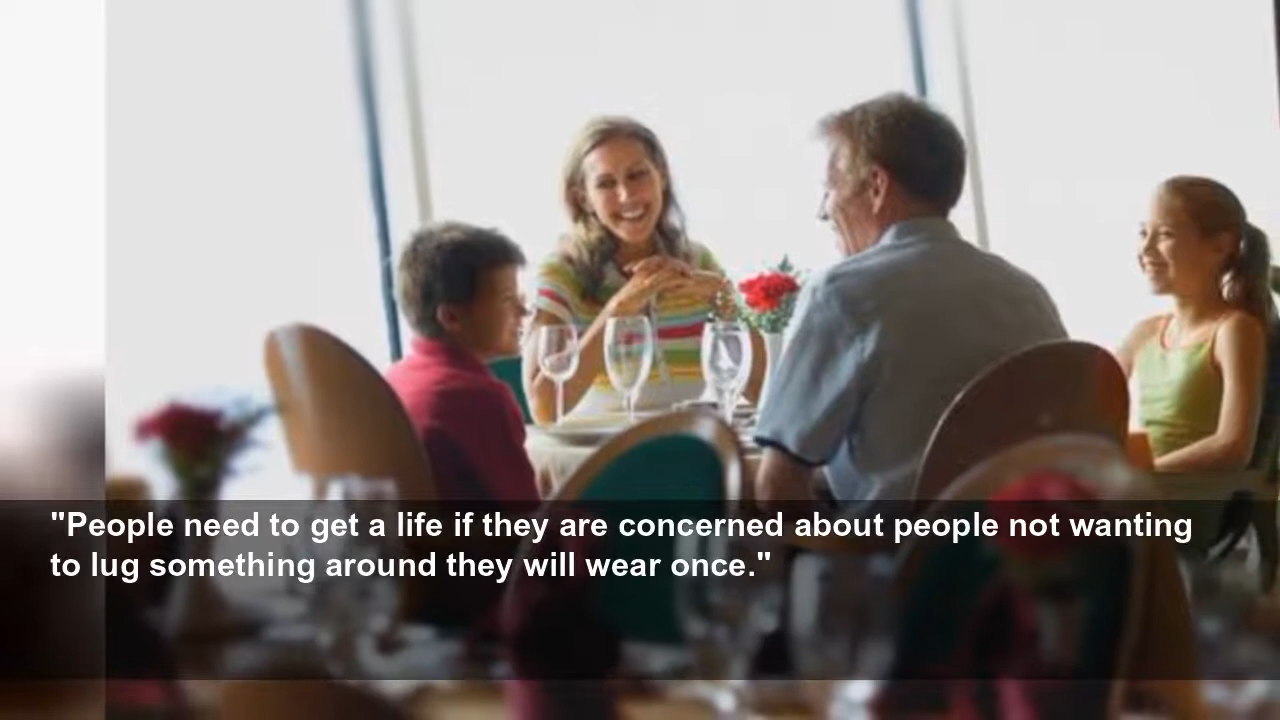 "People need to get a life if they are concerned about people not wanting
to lug something around they will wear once."